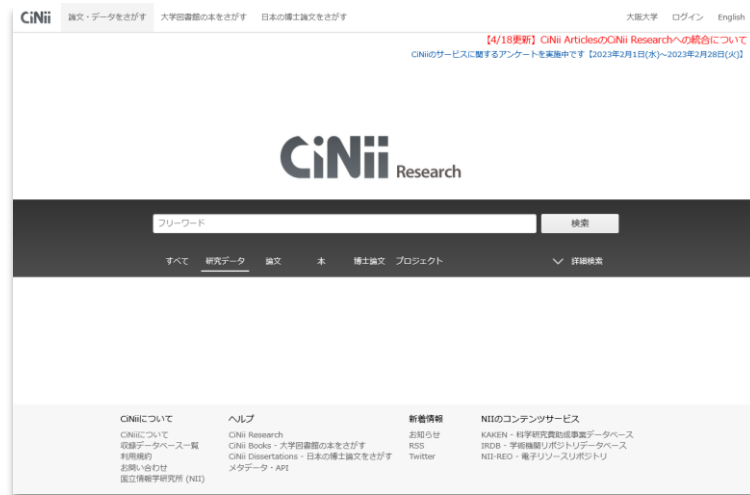 CiNii 論文・データをさがす 大学図書館の本をさがす 日本の博士論文をさがす 大阪大学 ログイン English
【4/18更新】CiNii ArticlesのCiNii Researchへの統合について
CiNiiのサービスに関するアンケートを実施中です【2023年2月1日(水)～2023年2月28日(火)】
CiNii Research
フリーワード 検索
すべて 研究データ 論文 本 博士論文 プロジェクト 詳細検索
CiNiiについて ヘルプ 新着情報 NIIのコンテンツサービス
CiNiiについて CiNii Research お知らせ KAKEN - 科学研究費助成事業データベース
収録データベース一覧 CiNii Books - 大学図書館の本をさがす RSS IRDB - 学術機関リポジトリデータベース
利用規約 CiNii Dissertations - 日本の博士論文をさがす Twitter NII-REO - 電子リソースリポジトリ
お問い合わせ メタデータ・API
国立情報学研究所 (NII)